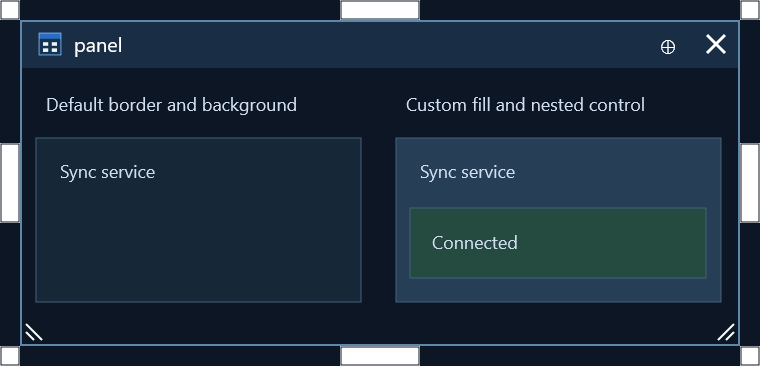 panel
Default border and background
Custom fill and nested control
Sync service
Sync service
Connected